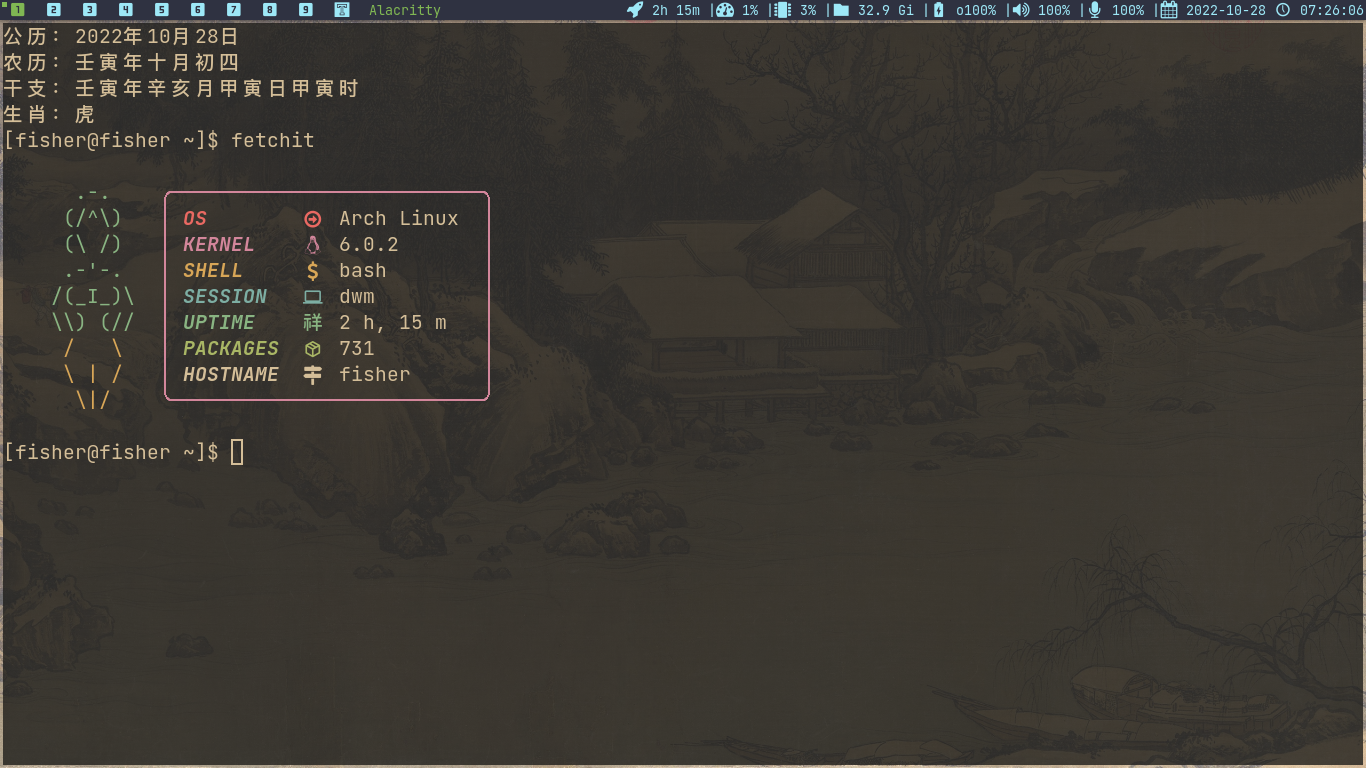 1 2 3 4 5 6 7 8 9 Alacritty 2h 15m | 1% | 3% | 32.9 Gi | o100% | 100% | 100% | 2022-10-28 07:26:06
公历: 2022年10月28日
农历: 壬寅年十月初四
干支: 壬寅年辛亥月甲寅日甲寅时
生肖: 虎
[fisher@fisher ~]$ fetchit
OS Arch Linux
KERNEL 6.0.2
SHELL $ bash
SESSION dwm
UPTIME 祥 2 h, 15 m
PACKAGES 731
HOSTNAME fisher
[fisher@fisher ~]$